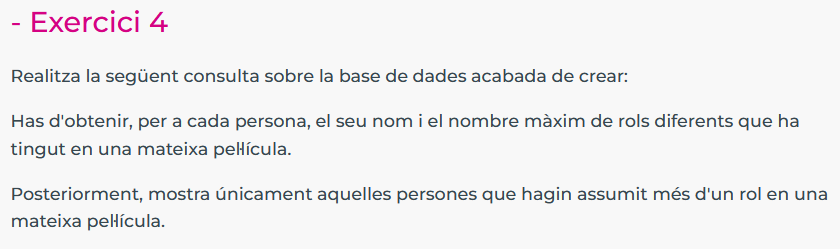 - Exercici 4
Realitza la següent consulta sobre la base de dades acabada de crear:
Has d'obtenir, per a cada persona, el seu nom i el nombre màxim de rols diferents que ha
tingut en una mateixa pel·lícula.
Posteriorment, mostra únicament aquelles persones que hagin assumit més d'un rol en una
mateixa pel·lícula.